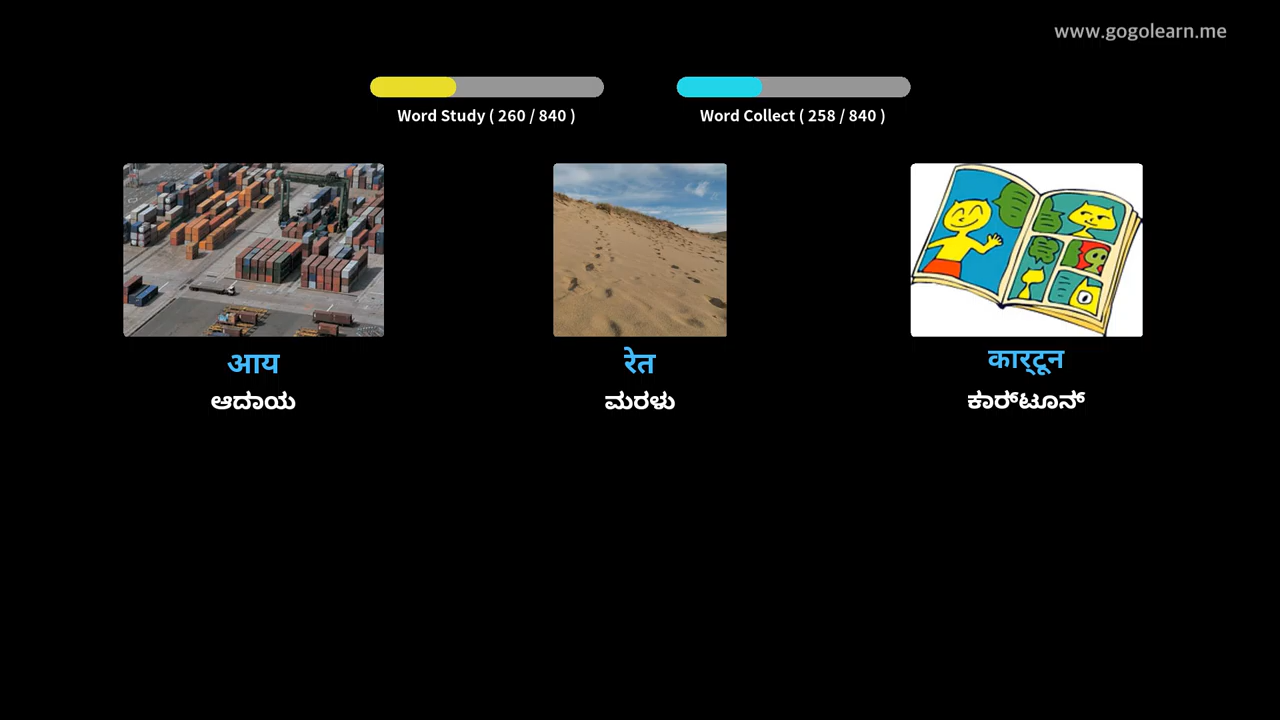 www.gogolearn.me
Word Study ( 260 / 840 )
Word Collect ( 258 / 840 )
आय
रेत
कार्‌टून
ಆದಾಯ
ಮರಳು
ಕಾರ್‌ಟೂನ್